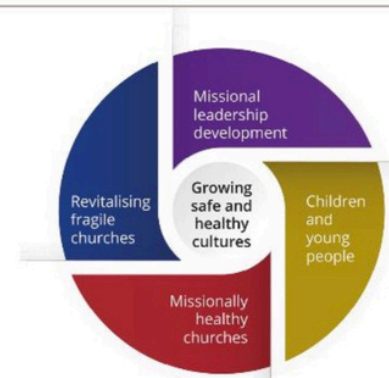 Missional
leadership
development
Revitalising
fragile
churches
Growing
safe and
healthy
cultures
Children
and
young
people
Missionally
healthy
churches